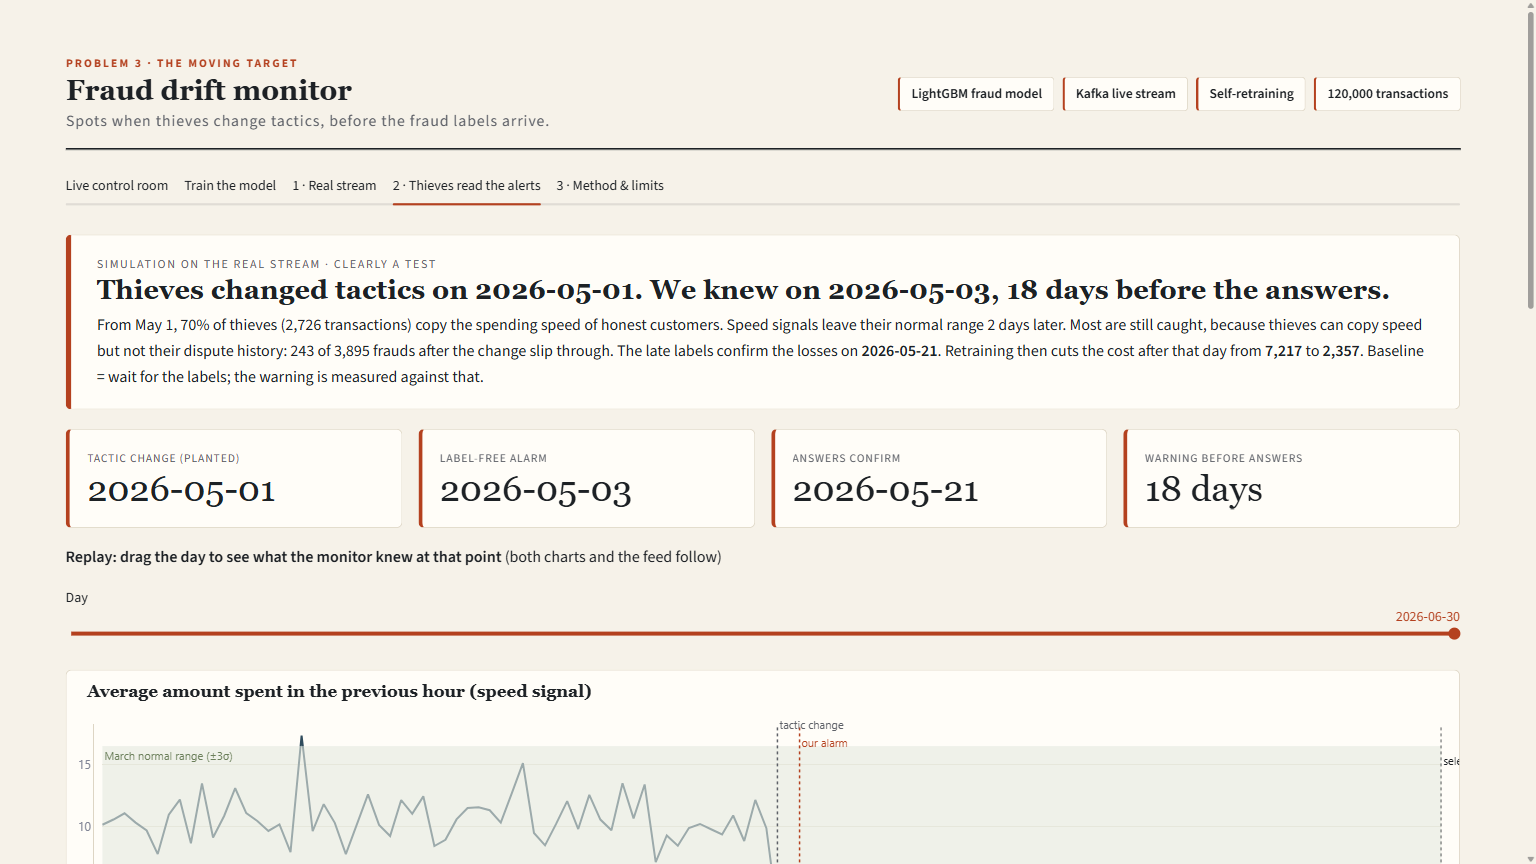 PROBLEM 3 · THE MOVING TARGET
Fraud drift monitor
Spots when thieves change tactics, before the fraud labels arrive.
LightGBM fraud model
Kafka live stream
Self-retraining
120,000 transactions
Live control room
Train the model
1 · Real stream
2 · Thieves read the alerts
3 · Method & limits
SIMULATION ON THE REAL STREAM · CLEARLY A TEST
Thieves changed tactics on 2026-05-01. We knew on 2026-05-03, 18 days before the answers.
From May 1, 70% of thieves (2,726 transactions) copy the spending speed of honest customers. Speed signals leave their normal range 2 days later. Most are still caught, because thieves can copy speed
but not their dispute history: 243 of 3,895 frauds after the change slip through. The late labels confirm the losses on 2026-05-21. Retraining then cuts the cost after that day from 7,217 to 2,357. Baseline
= wait for the labels; the warning is measured against that.
TACTIC CHANGE (PLANTED)
2026-05-01
LABEL-FREE ALARM
2026-05-03
ANSWERS CONFIRM
2026-05-21
WARNING BEFORE ANSWERS
18 days
Replay: drag the day to see what the monitor knew at that point (both charts and the feed follow)
Day
2026-06-30
Average amount spent in the previous hour (speed signal)
tactic change
our alarm
March normal range (±3σ)
15
10